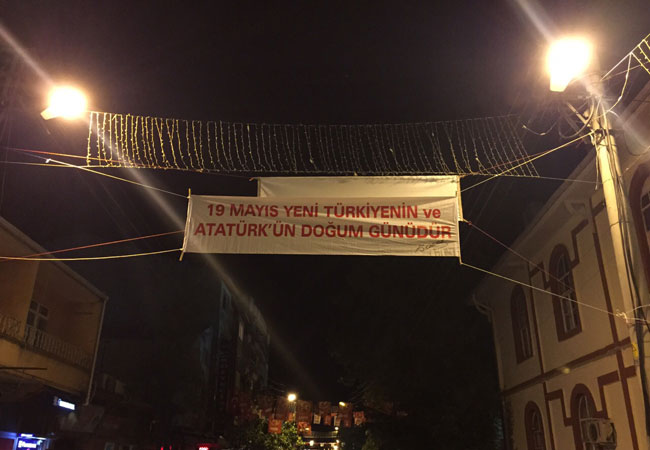 19 MAYIS YENİ TÜRKİYENİN ve
ATATÜRK'ÜN DOĞUM GÜNÜDÜR